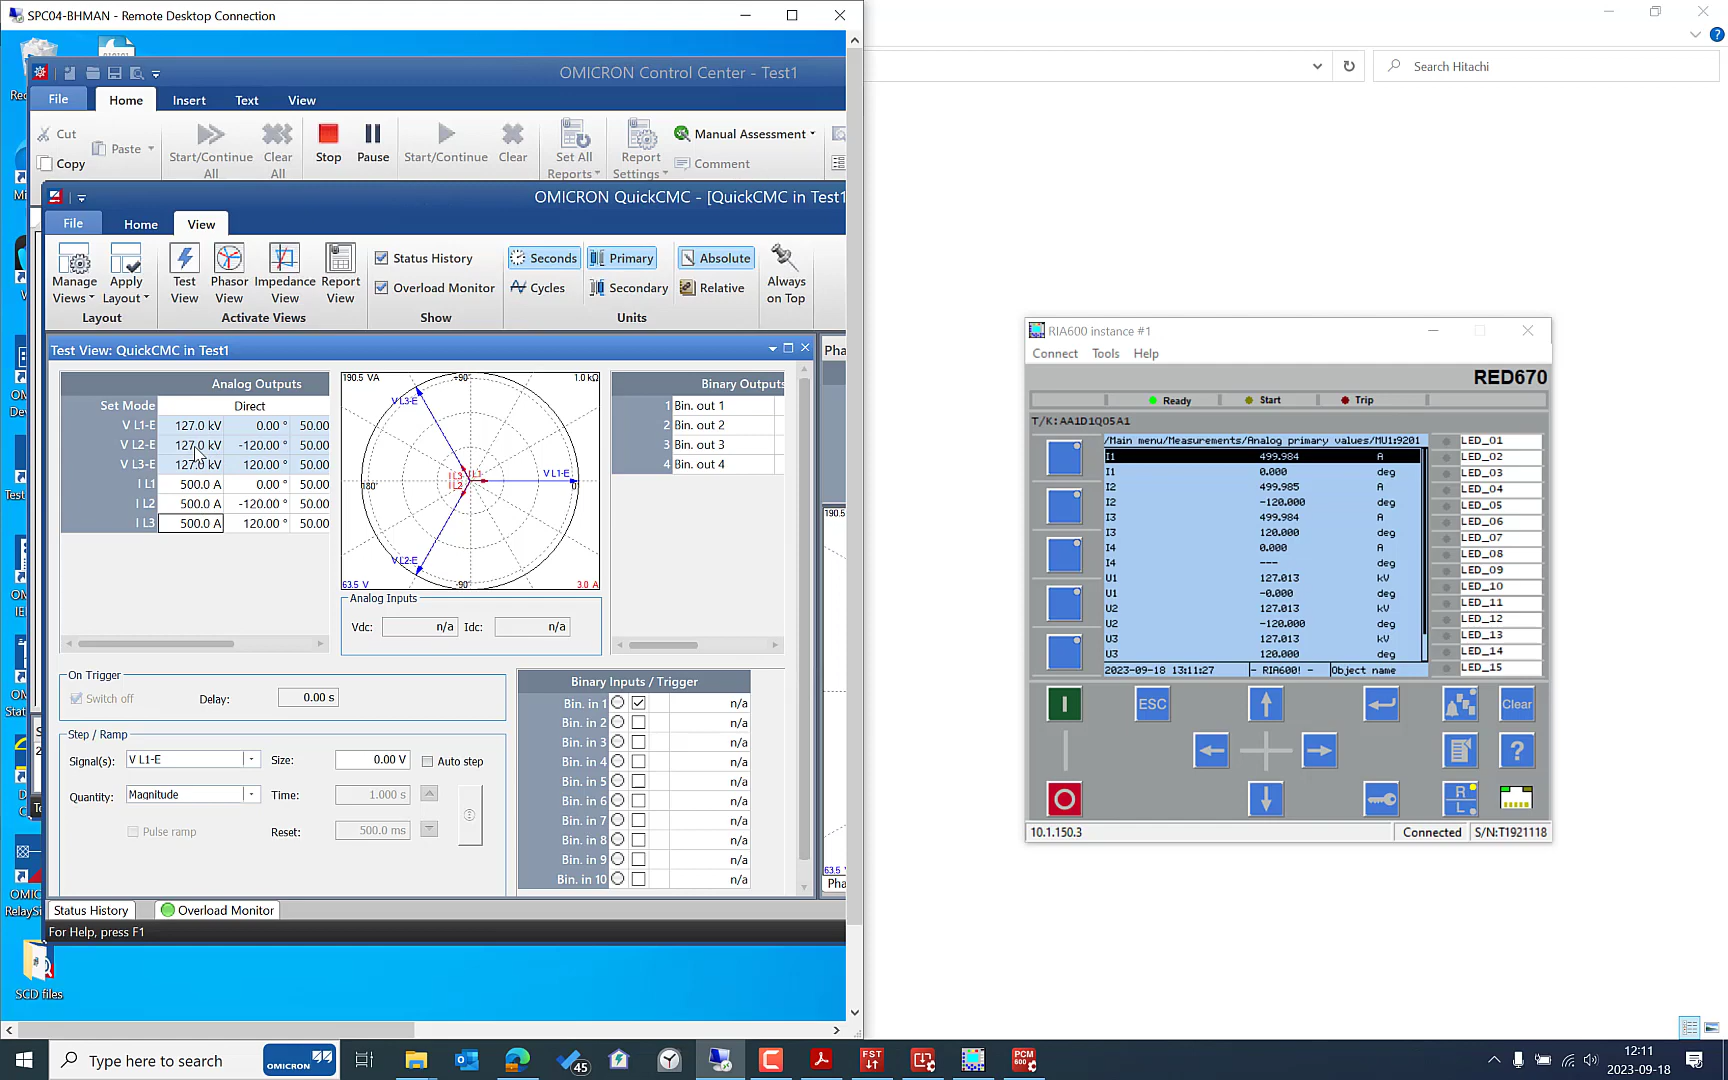 SPC04-BHMAN - Remote Desktop Connection
OMICRON Control Center - Test1
File
Home
Insert
Text
View
Cut
Copy
Paste
Start/Continue All
Clear All
Stop
Pause
Start/Continue
Clear
Set All Reports
Report Settings
Manual Assessment
Comment
OMICRON QuickCMC - [QuickCMC in Test1
File
Home
View
Manage Views
Apply Layout
Layout
Test View
Phasor View
Impedance View
Report View
Activate Views
Status History
Overload Monitor
Show
Seconds
Cycles
Primary
Secondary
Absolute
Relative
Units
Always on Top
Test View: QuickCMC in Test1
Pha
Analog Outputs
Set Mode Direct
V L1-E 127.0 kV 0.00 ° 50.00
V L2-E 127.0 kV -120.00 ° 50.00
V L3-E 127.0 kV 120.00 ° 50.00
I L1 500.0 A 0.00 ° 50.00
I L2 500.0 A -120.00 ° 50.00
I L3 500.0 A 120.00 ° 50.00
190.5 VA
+90°
1.0 kΩ
V L3-E
V L1-E
I L3
I L1
I L2
180°
0°
V L2-E
-90°
63.5 V
3.0 A
Analog Inputs
Vdc: n/a Idc: n/a
Binary Outputs
1 Bin. out 1
2 Bin. out 2
3 Bin. out 3
4 Bin. out 4
190.5
On Trigger
Switch off
Delay: 0.00 s
Step / Ramp
Signal(s): V L1-E
Size: 0.00 V
Auto step
Quantity: Magnitude
Time: 1.000 s
Pulse ramp
Reset: 500.0 ms
Binary Inputs / Trigger
Bin. in 1 n/a
Bin. in 2 n/a
Bin. in 3 n/a
Bin. in 4 n/a
Bin. in 5 n/a
Bin. in 6 n/a
Bin. in 7 n/a
Bin. in 8 n/a
Bin. in 9 n/a
Bin. in 10 n/a
63.5
Pha
Status History
Overload Monitor
For Help, press F1
SCD files
Search Hitachi
RIA600 instance #1
Connect
Tools
Help
RED670
Ready
Start
Trip
T/K: AA1D1Q05A1
/Main menu/Measurements/Analog primary values/MU1:9201
I1 499.984 A
I1 0.000 deg
I2 499.985 A
I2 -120.000 deg
I3 499.984 A
I3 120.000 deg
I4 0.000 A
I4 --- deg
U1 127.013 kV
U1 -0.000 deg
U2 127.013 kV
U2 -120.000 deg
U3 127.013 kV
U3 120.000 deg
2023-09-18 13:11:27 - RIA600! - Object name
LED_01
LED_02
LED_03
LED_04
LED_05
LED_06
LED_07
LED_08
LED_09
LED_10
LED_11
LED_12
LED_13
LED_14
LED_15
I
ESC
Clear
?
R
L
10.1.150.3
Connected
S/N:T1921118
Type here to search
OMICRON
45
FST
PCM
600
12:11
2023-09-18